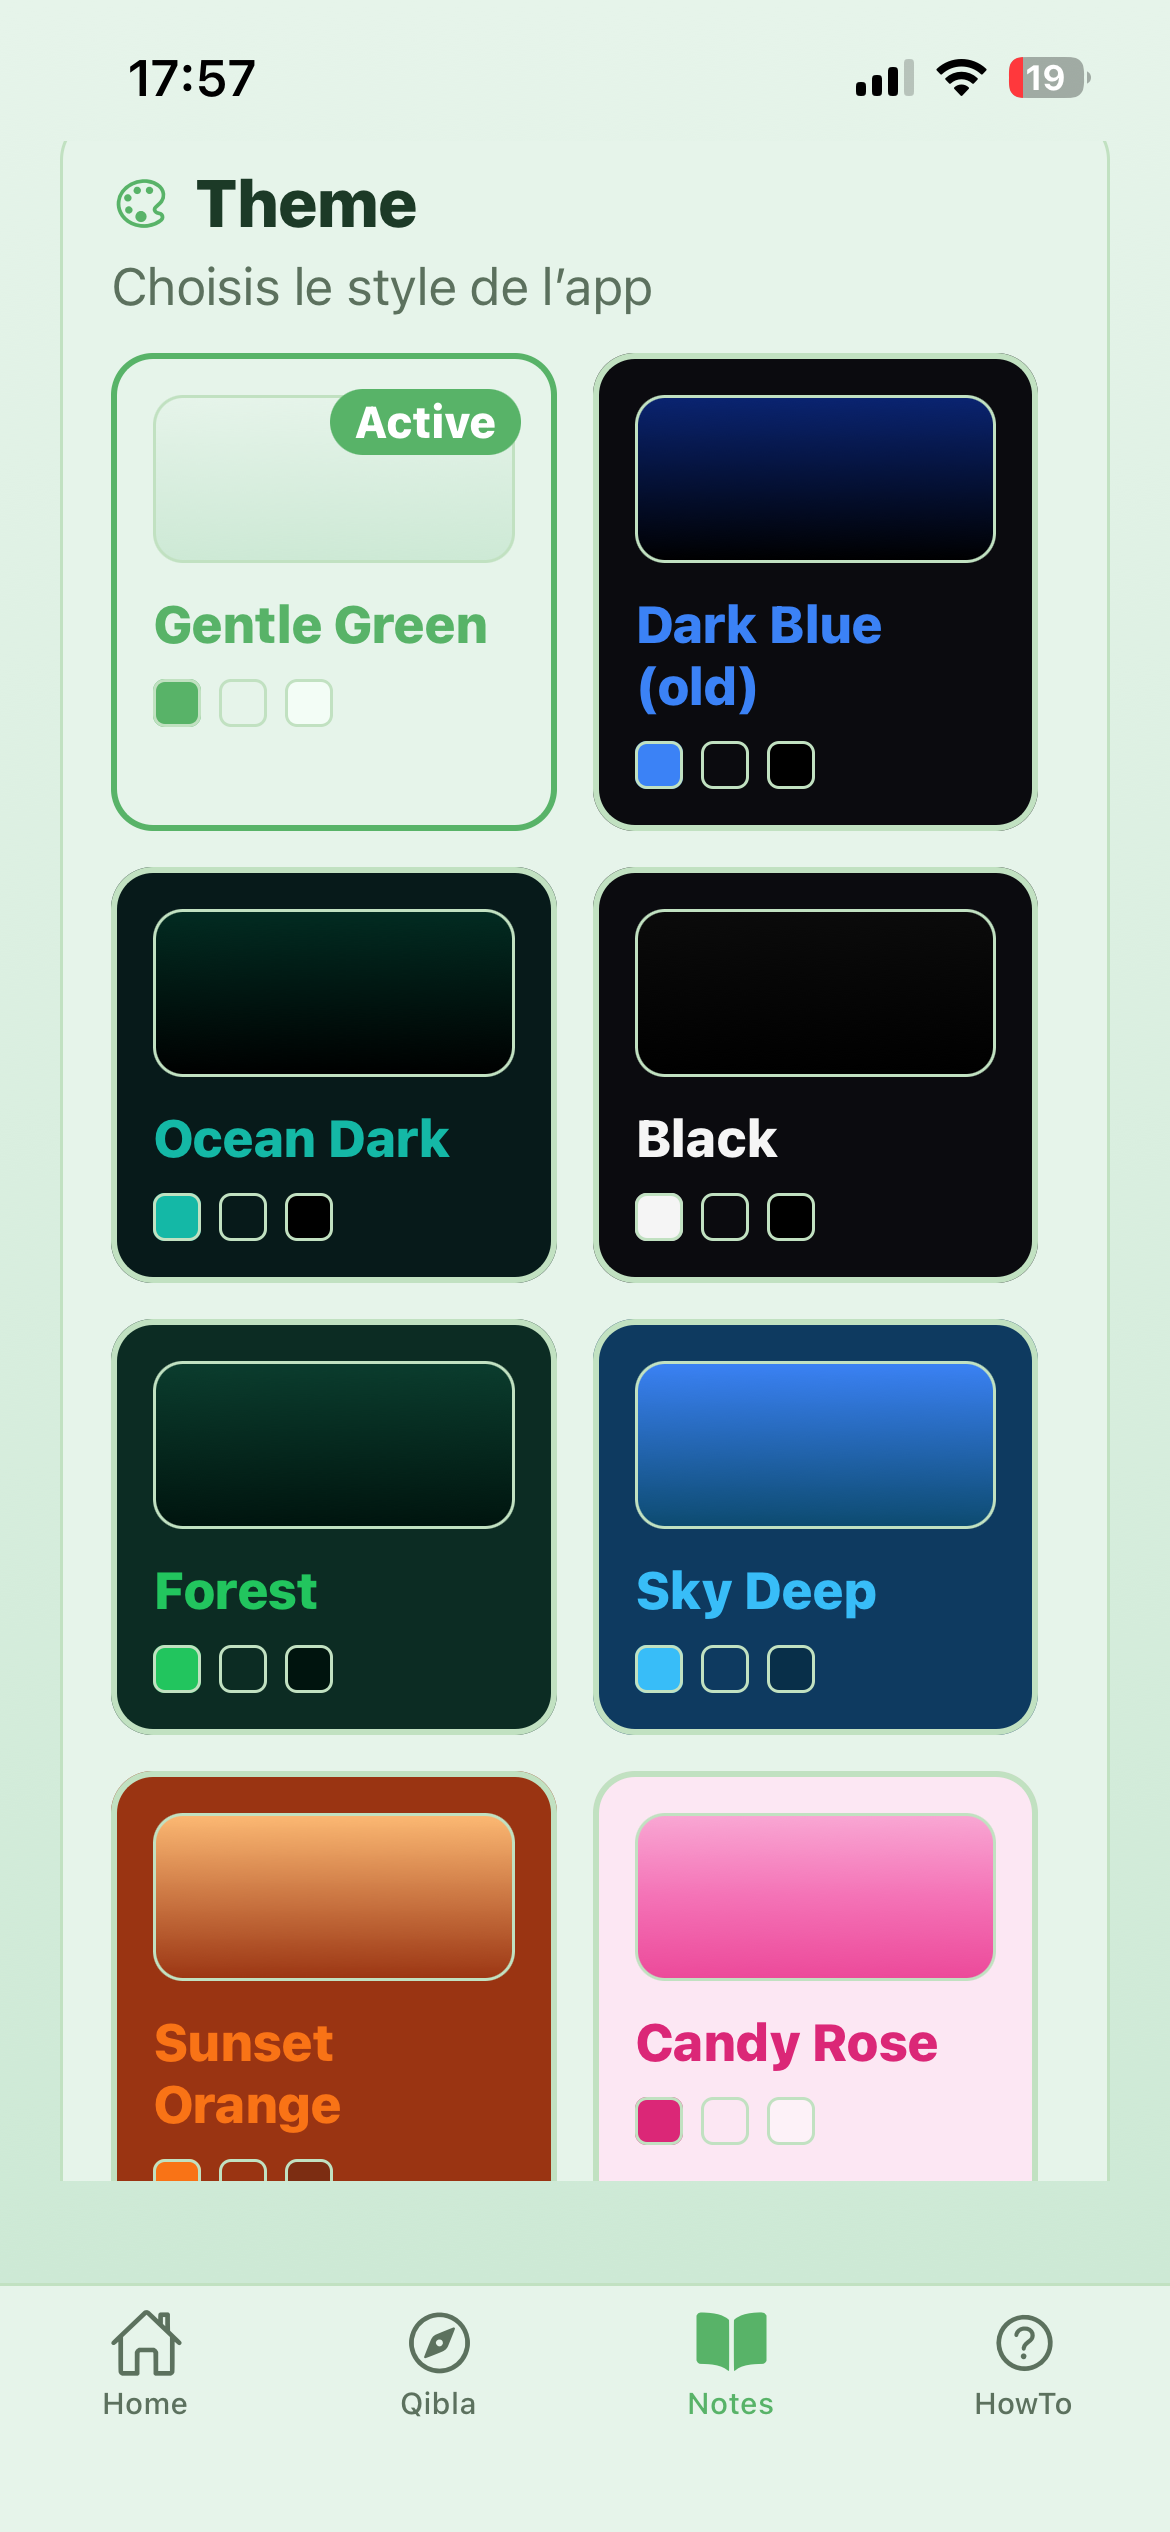 17:57
19
Theme
Choisis le style de l’app
Active
Gentle Green
Dark Blue
(old)
Ocean Dark
Black
Forest
Sky Deep
Sunset
Orange
Candy Rose
Home
Qibla
Notes
HowTo